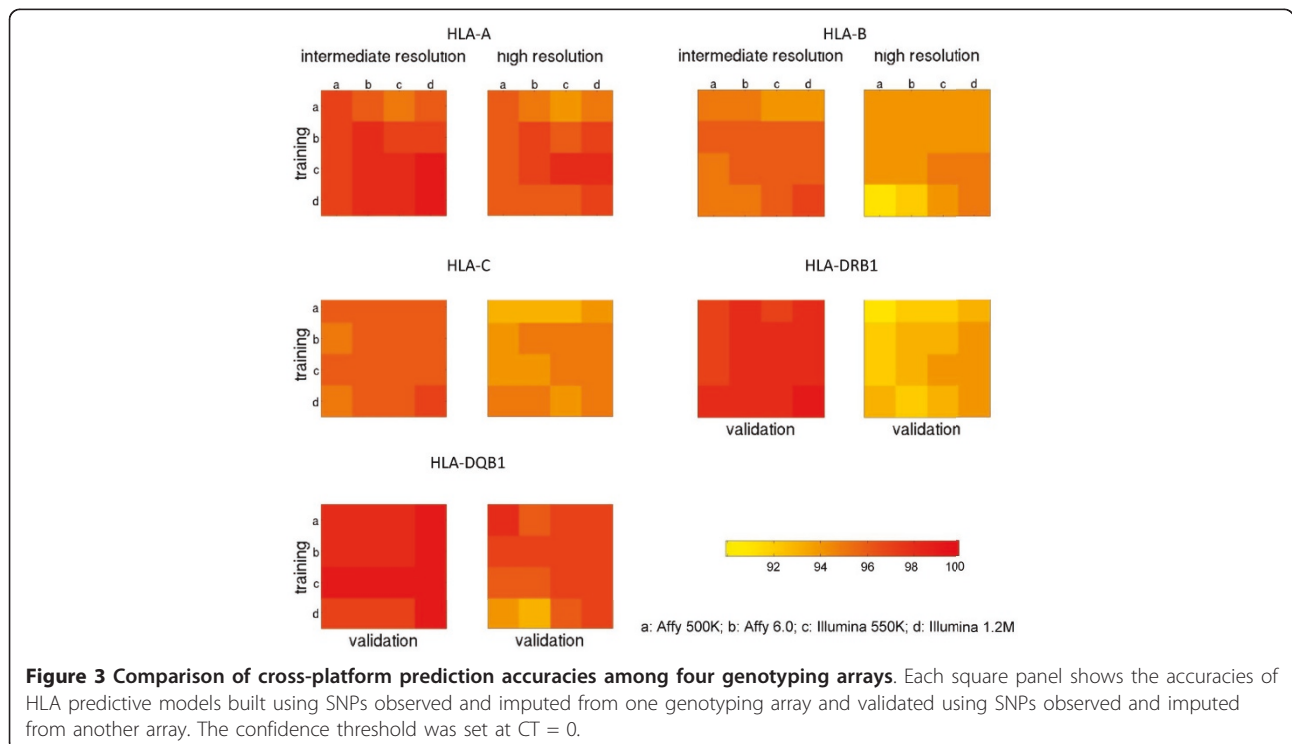 HLA-A
HLA-B
intermediate resolution
high resolution
intermediate resolution
high resolution
a b c d
a b c d
a b c d
a b c d
training
a
b
c
d
HLA-C
HLA-DRB1
training
a
b
c
d
validation
validation
HLA-DQB1
training
a
b
c
d
validation
validation
92 94 96 98 100
a: Affy 500K; b: Affy 6.0; c: Illumina 550K; d: Illumina 1.2M
Figure 3 Comparison of cross-platform prediction accuracies among four genotyping arrays. Each square panel shows the accuracies of
HLA predictive models built using SNPs observed and imputed from one genotyping array and validated using SNPs observed and imputed
from another array. The confidence threshold was set at CT = 0.